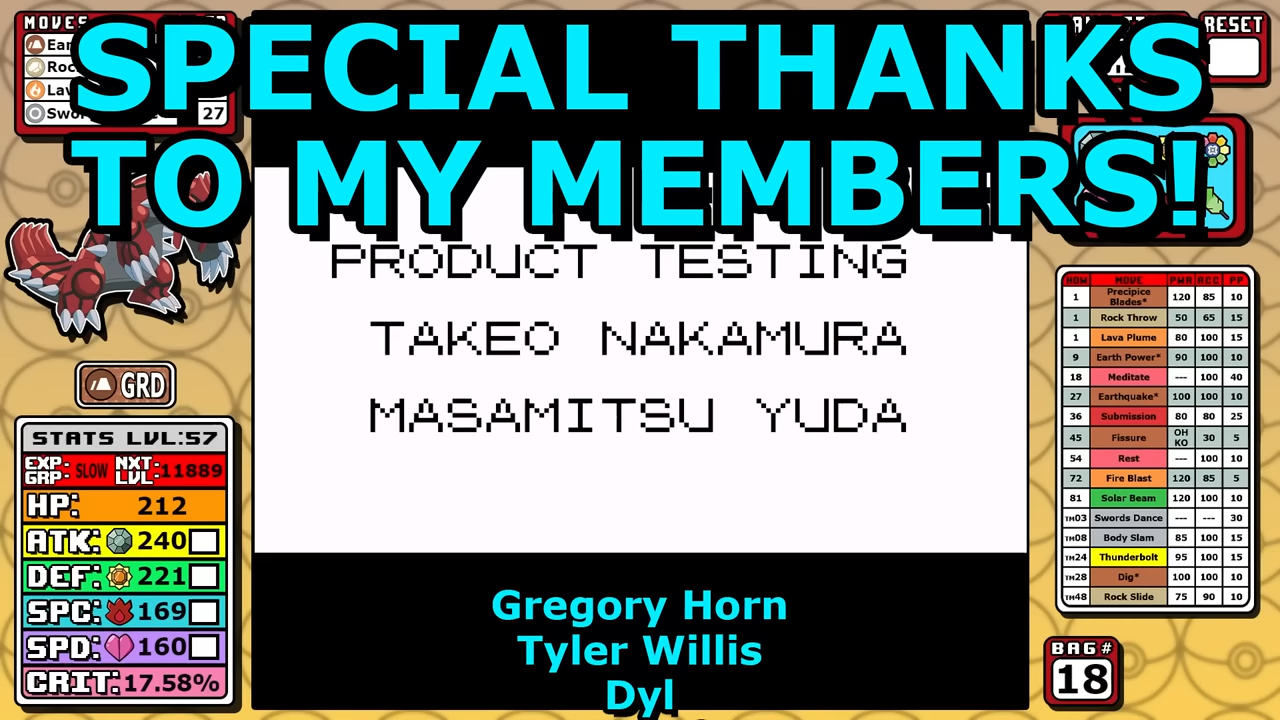 SPECIAL THANKS
TO MY MEMBERS!
MOVES
27
RESET
PRODUCT TESTING
TAKEO NAKAMURA
MASAMITSU YUDA
Gregory Horn
Tyler Willis
Dyl
GRD
STATS LVL:57
EXP. GRP. SLOW NXT. LVL. 11889
HP: 212
ATK: 240
DEF: 221
SPC: 169
SPD: 160
CRIT: 17.58%
HOW MOVE PWR ACC PP
1 Precipice Blades* 120 85 10
1 Rock Throw 50 65 15
1 Lava Plume 80 100 15
9 Earth Power* 90 100 10
18 Meditate --- 100 40
27 Earthquake* 100 100 10
36 Submission 80 80 25
45 Fissure OH KO 30 5
54 Rest --- 100 10
72 Fire Blast 120 85 5
81 Solar Beam 120 100 10
TM03 Swords Dance --- --- 30
TM08 Body Slam 85 100 15
TM24 Thunderbolt 95 100 15
TM28 Dig* 100 100 10
TM48 Rock Slide 75 90 10
BAG#
18